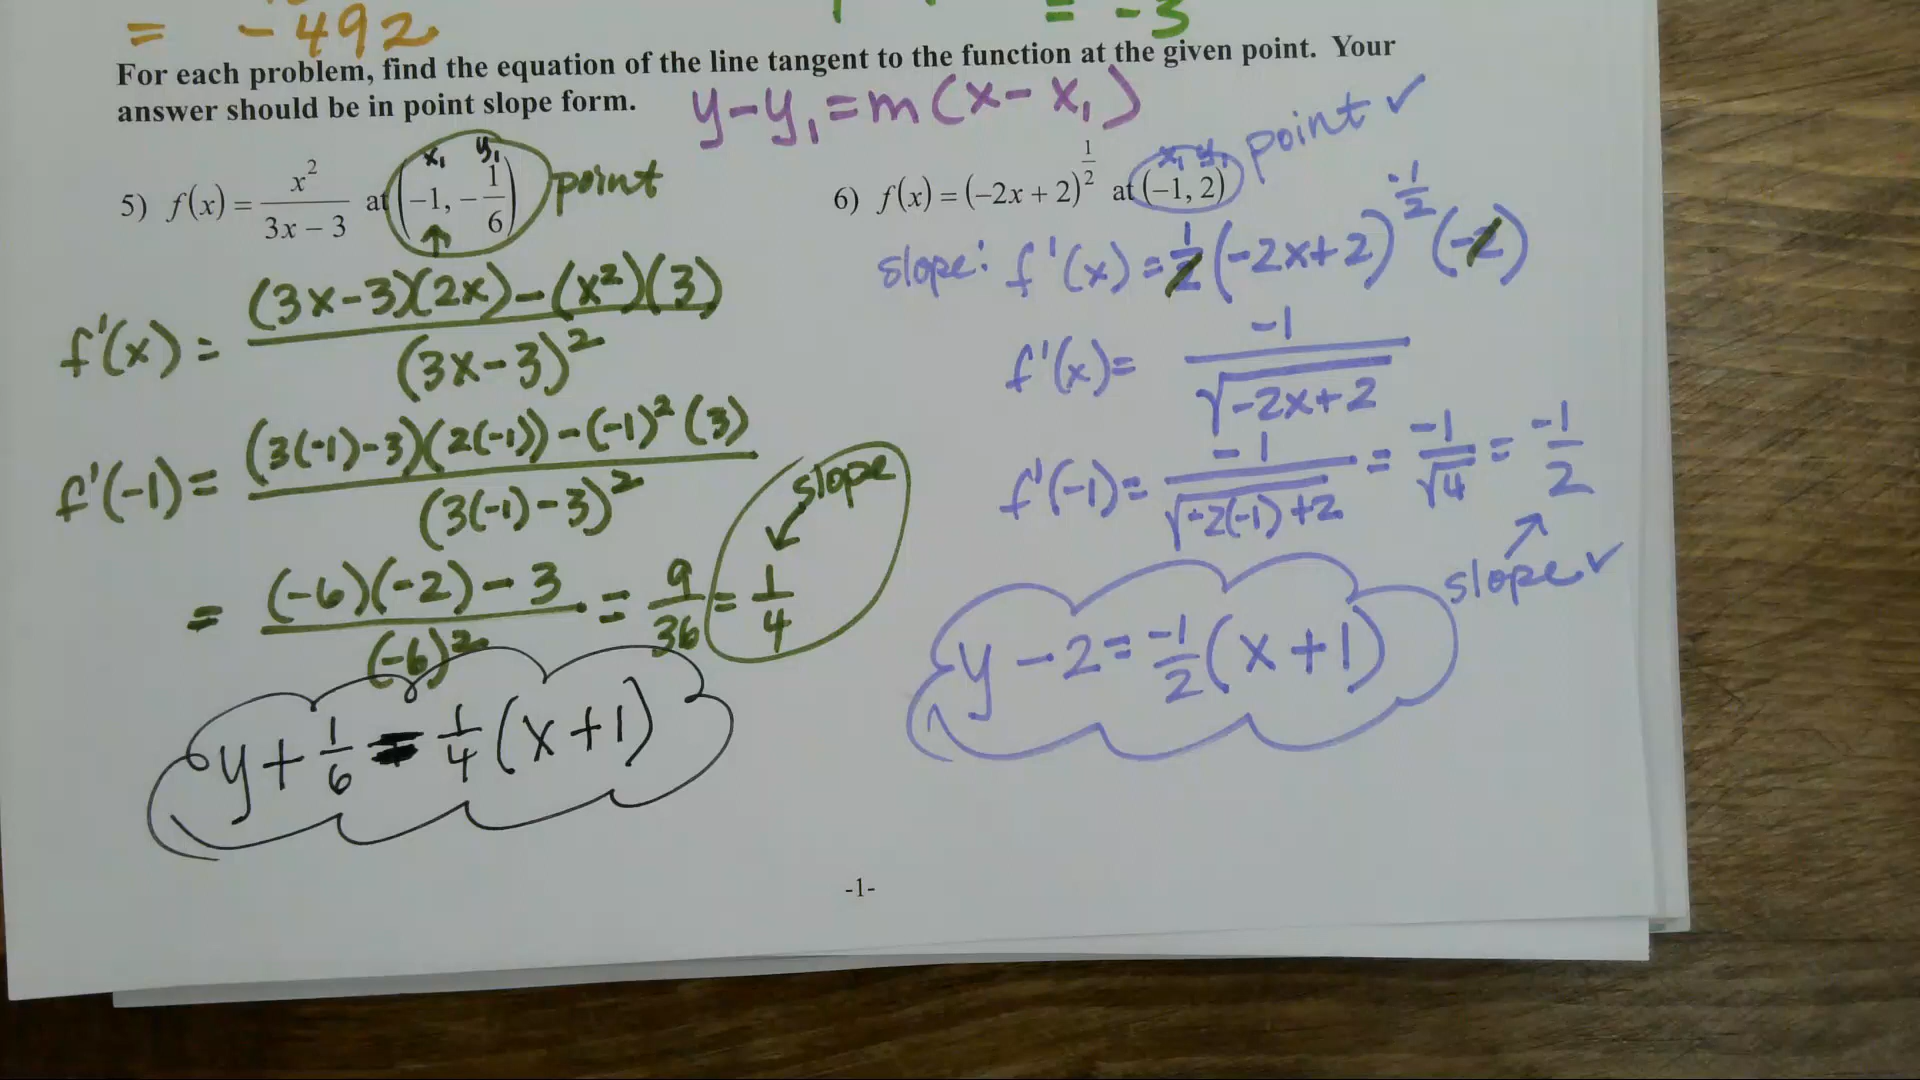 = -492
= -3
For each problem, find the equation of the line tangent to the function at the given point. Your
answer should be in point slope form.
y-y₁=m(x-x₁)
5) f(x) = x²/(3x − 3) at (−1, −1/6)
x₁ y₁
point
f'(x) = ((3x-3)(2x)-(x²)(3))/(3x-3)²
f'(-1) = ((3(-1)-3)(2(-1))-(-1)²(3))/(3(-1)-3)²
= ((-6)(-2)-3)/(-6)² = 9/36 = 1/4
slope
y+1/6 = 1/4(x+1)
6) f(x) = (−2x + 2)^(1/2) at (−1, 2)
x₁ y₁
point ✓
slope: f'(x) = 1/2(-2x+2)^(-1/2)(-2)
f'(x) = -1/√(-2x+2)
f'(-1) = -1/√(-2(-1)+2) = -1/√4 = -1/2
slope ✓
y-2 = -1/2(x+1)
-1-